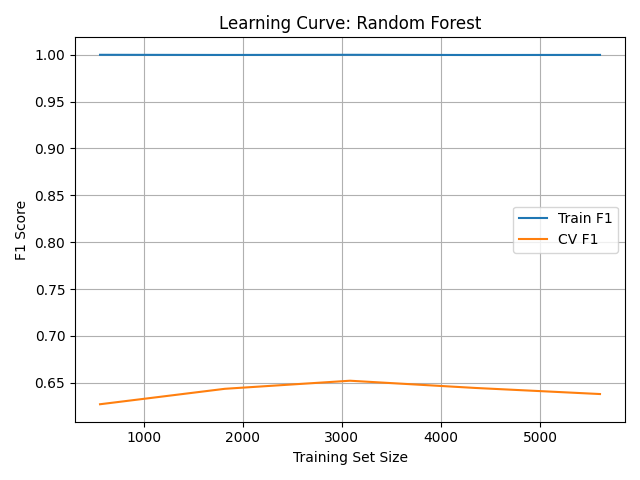 Learning Curve: Random Forest
1.00
0.95
0.90
0.85
0.80
0.75
0.70
0.65
F1 Score
Train F1
CV F1
1000 2000 3000 4000 5000
Training Set Size